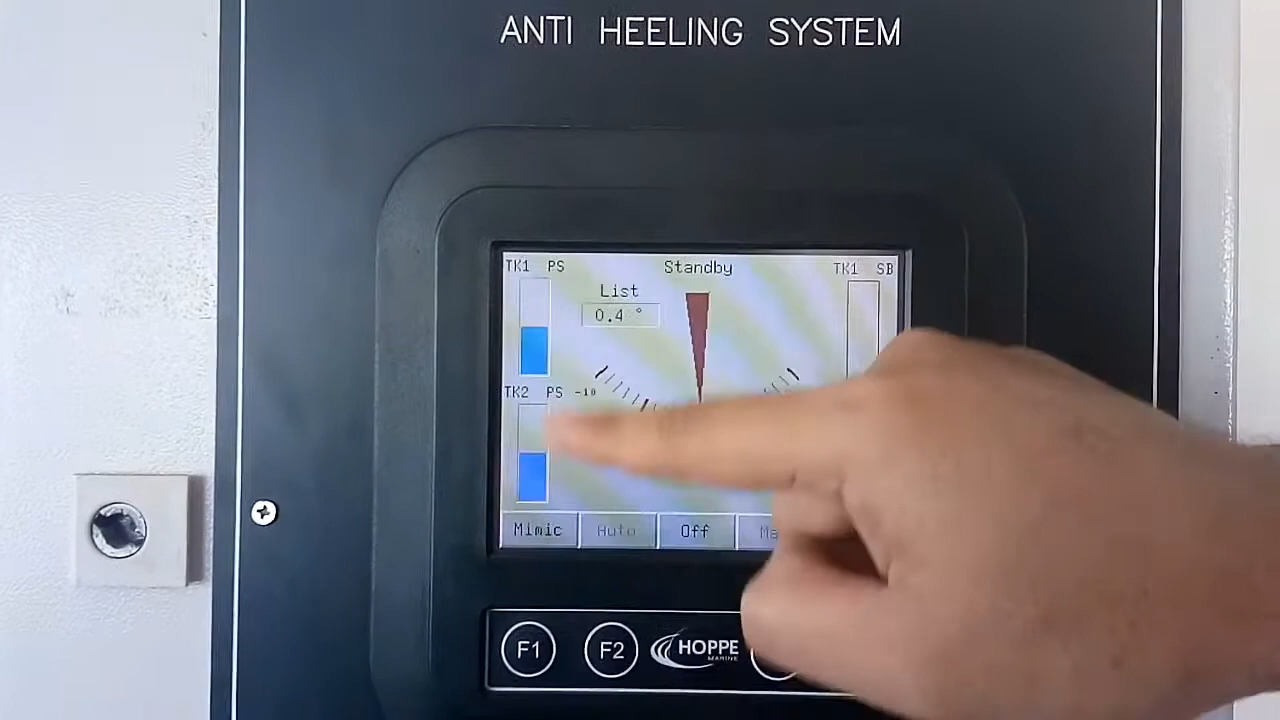 ANTI HEELING SYSTEM
TK1 PS
Standby
TK1 SB
List
0.4 °
TK2 PS
-10
Mimic
Auto
Off
F1
F2
HOPPE
MARINE